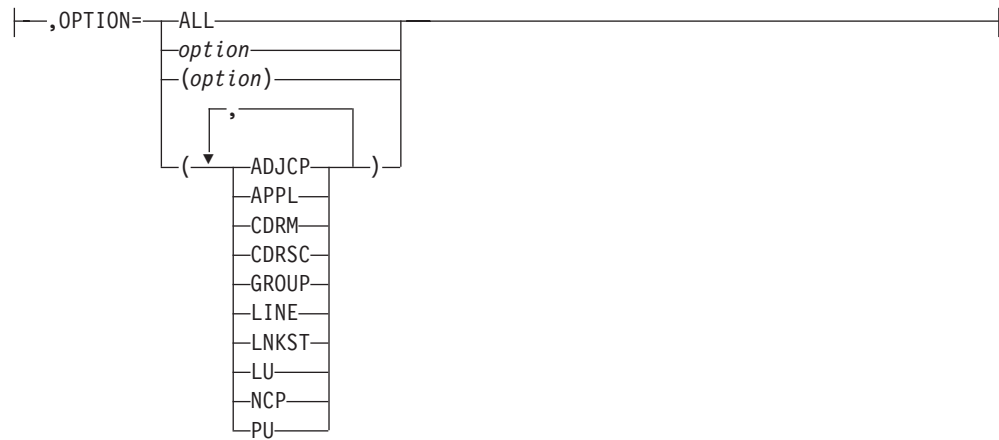 ,OPTION= ALL
option
(option)
,
( ADJCP )
APPL
CDRM
CDRSC
GROUP
LINE
LNKST
LU
NCP
PU